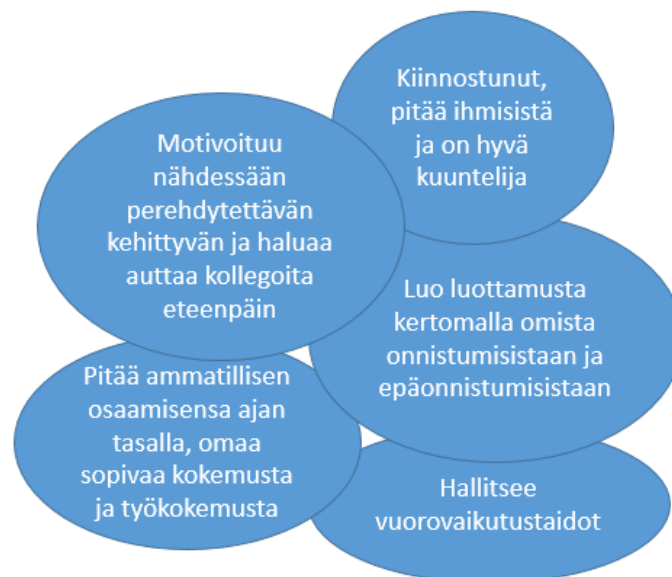 Kiinnostunut,
pitää ihmisistä
ja on hyvä
kuuntelija
Motivoituu
nähdessään
perehdytettävän
kehittyvän ja haluaa
auttaa kollegoita
eteenpäin
Luo luottamusta
kertomalla omista
onnistumisistaan ja
epäonnistumisistaan
Pitää ammatillisen
osaamisensa ajan
tasalla, omaa
sopivaa kokemusta
ja työkokemusta
Hallitsee
vuorovaikutustaidot